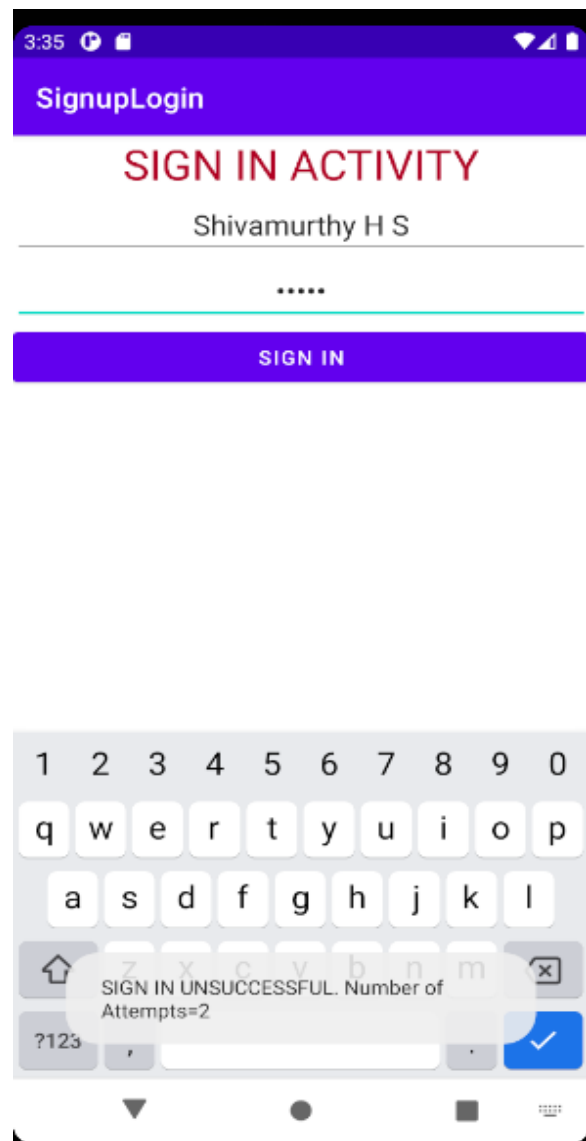 3:35
SignupLogin
SIGN IN ACTIVITY
Shivamurthy H S
•••••
SIGN IN
1 2 3 4 5 6 7 8 9 0
q w e r t y u i o p
a s d f g h j k l
z x c v b n m
SIGN IN UNSUCCESSFUL. Number of
Attempts=2
?123 , .